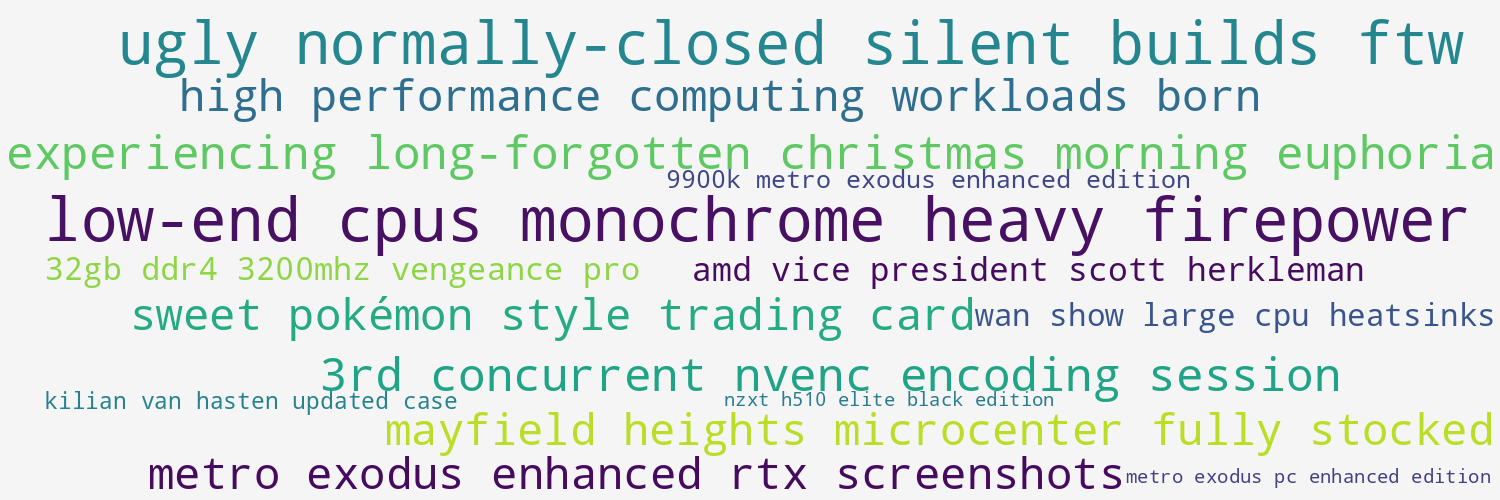 ugly normally-closed silent builds ftw
high performance computing workloads born
experiencing long-forgotten christmas morning euphoria
9900k metro exodus enhanced edition
low-end cpus monochrome heavy firepower
32gb ddr4 3200mhz vengeance pro
amd vice president scott herkleman
sweet pokémon style trading card
wan show large cpu heatsinks
3rd concurrent nvenc encoding session
kilian van hasten updated case
nzxt h510 elite black edition
mayfield heights microcenter fully stocked
metro exodus enhanced rtx screenshots
metro exodus pc enhanced edition